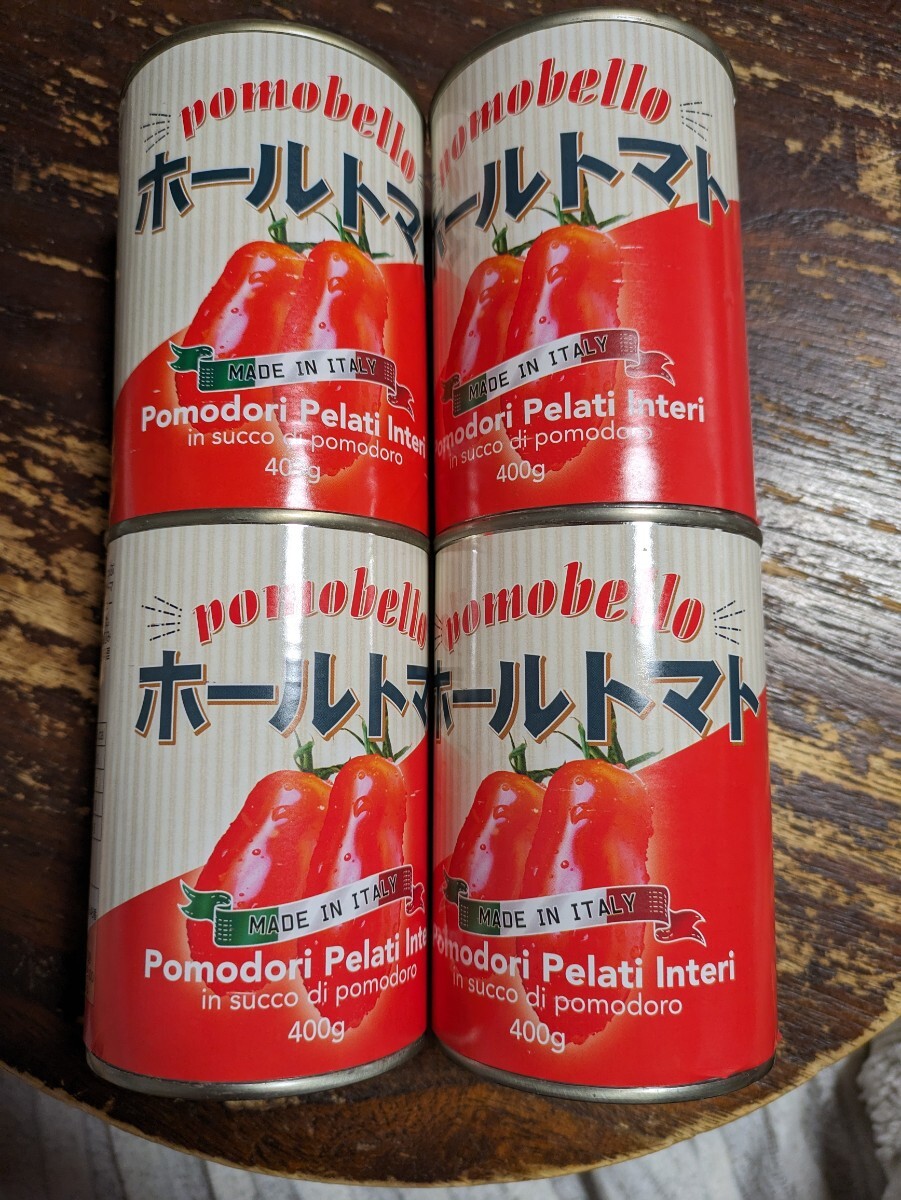 pomobello
ホールトマ
MADE IN ITALY
Pomodori Pelati Interi
in succo di pomodoro
400g
pomobello
ホールトマト
MADE IN ITALY
Pomodori Pelati Interi
in succo di pomodoro
400g
pomobello
ホールトマ
MADE IN ITALY
Pomodori Pelati Inte
in succo di pomodoro
400g
pomobello
ホールトマト
MADE IN ITALY
Pomodori Pelati Interi
in succo di pomodoro
400g